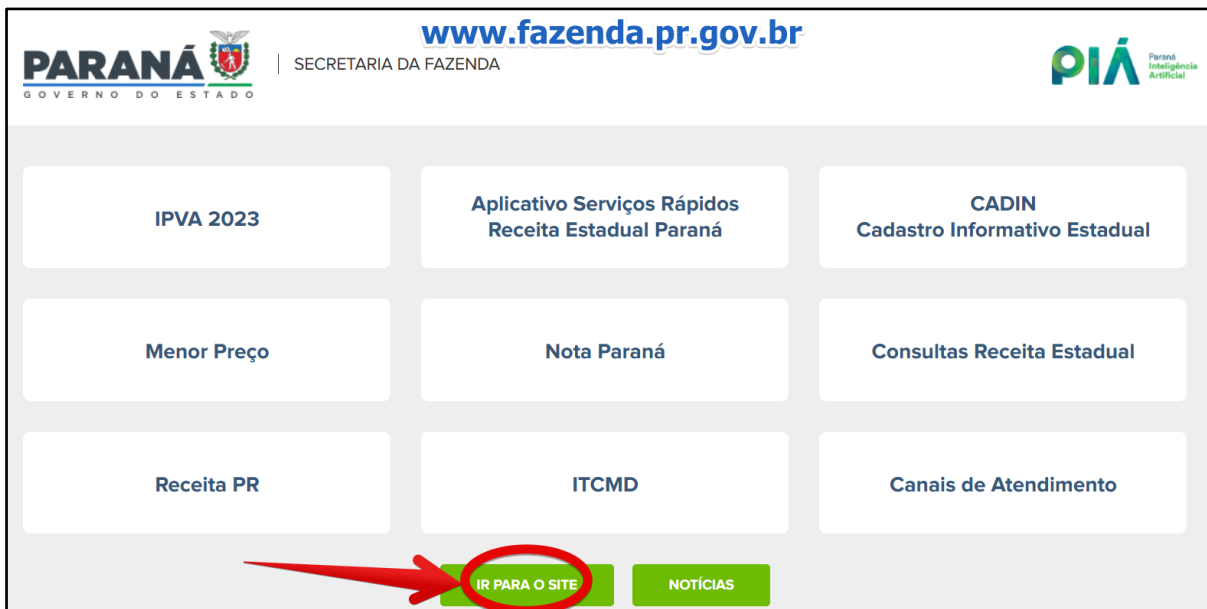 www.fazenda.pr.gov.br
PARANÁ
GOVERNO DO ESTADO
SECRETARIA DA FAZENDA
PIÁ
Paraná
Inteligência
Artificial
IPVA 2023
Aplicativo Serviços Rápidos
Receita Estadual Paraná
CADIN
Cadastro Informativo Estadual
Menor Preço
Nota Paraná
Consultas Receita Estadual
Receita PR
ITCMD
Canais de Atendimento
IR PARA O SITE
NOTÍCIAS